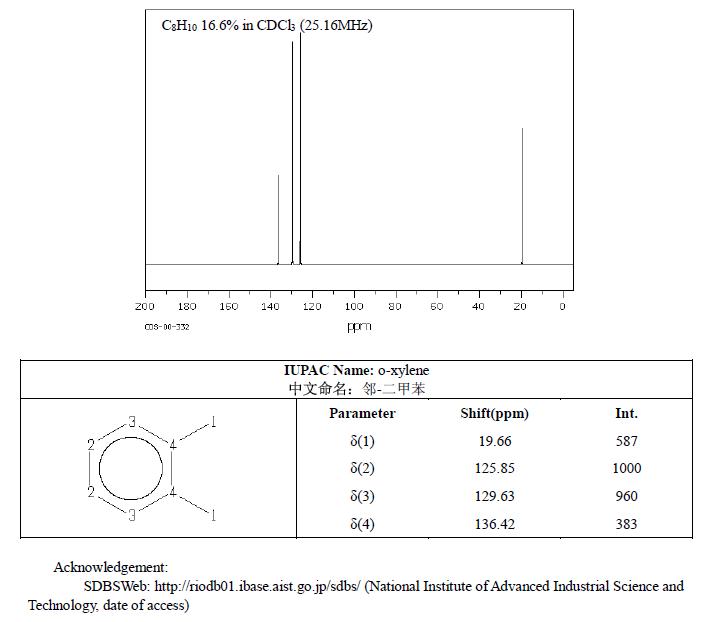 C₈H₁₀ 16.6% in CDCl₃ (25.16MHz)
200 180 160 140 120 100 80 60 40 20 0
CDS-00-332
ppm
IUPAC Name: o-xylene
中文命名：邻-二甲苯
Parameter Shift(ppm) Int.
δ(1) 19.66 587
δ(2) 125.85 1000
δ(3) 129.63 960
δ(4) 136.42 383
3 1
2 4
2 4
3 1
Acknowledgement:
SDBSWeb: http://riodb01.ibase.aist.go.jp/sdbs/ (National Institute of Advanced Industrial Science and
Technology, date of access)